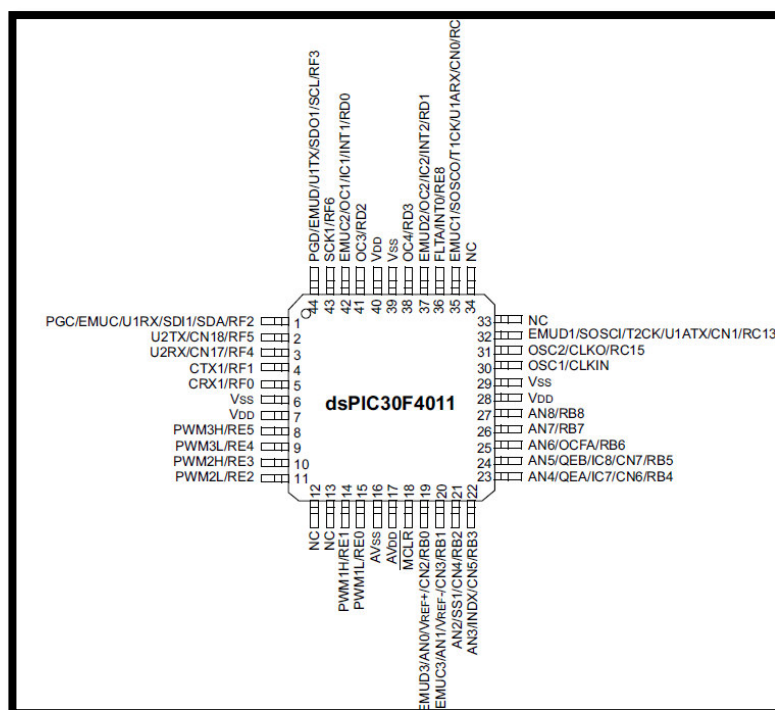 PGD/EMUD/U1TX/SDO1/SCL/RF3
SCK1/RF6
EMUC2/OC1/IC1/INT1/RD0
OC3/RD2
VDD
VSS
OC4/RD3
EMUD2/OC2/IC2/INT2/RD1
FLTA/INT0/RE8
EMUC1/SOSCO/T1CK/U1ARX/CN0/RC
NC
44 43 42 41 40 39 38 37 36 35 34
PGC/EMUC/U1RX/SDI1/SDA/RF2 1
U2TX/CN18/RF5 2
U2RX/CN17/RF4 3
CTX1/RF1 4
CRX1/RF0 5
VSS 6
VDD 7
PWM3H/RE5 8
PWM3L/RE4 9
PWM2H/RE3 10
PWM2L/RE2 11
dsPIC30F4011
33 NC
32 EMUD1/SOSCI/T2CK/U1ATX/CN1/RC13
31 OSC2/CLKO/RC15
30 OSC1/CLKIN
29 VSS
28 VDD
27 AN8/RB8
26 AN7/RB7
25 AN6/OCFA/RB6
24 AN5/QEB/IC8/CN7/RB5
23 AN4/QEA/IC7/CN6/RB4
12 13 14 15 16 17 18 19 20 21 22
NC
NC
PWM1H/RE1
PWM1L/RE0
AVSS
AVDD
MCLR
EMUD3/AN0/VREF+/CN2/RB0
EMUC3/AN1/VREF-/CN3/RB1
AN2/SS1/CN4/RB2
AN3/INDX/CN5/RB3